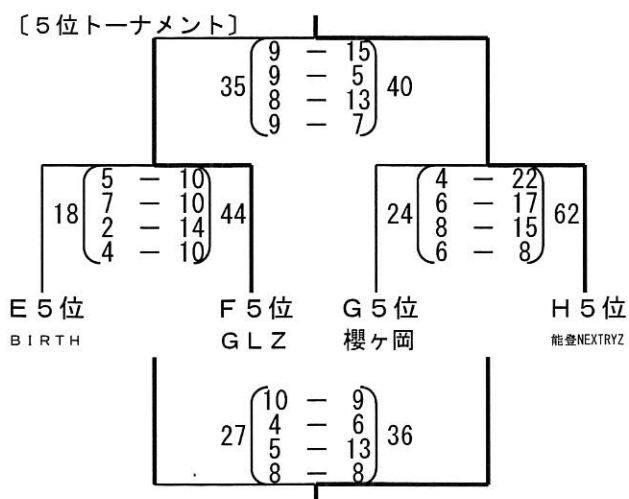 〔5位トーナメント〕
35 9 － 15 40
9 － 5
8 － 13
9 － 7
18 5 － 10 44
7 － 10
2 － 14
4 － 10
24 4 － 22 62
6 － 17
8 － 15
6 － 8
E5位 F5位 G5位 H5位
BIRTH GLZ 櫻ヶ岡 能登NEXTRYZ
27 10 － 9 36
4 － 6
5 － 13
8 － 8